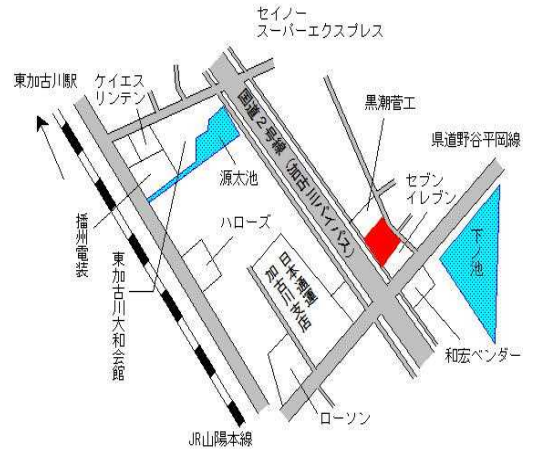 セイノー
スーパーエクスプレス
東加古川駅
ケイエス
リンテン
国道２号線（加古川バイパス）
黒潮菅工
県道野谷平岡線
源太池
セブン
イレブン
播州電装
ハローズ
東加古川大和会館
日本通運
加古川支店
下ノ池
和宏ベンダー
ローソン
JR山陽本線